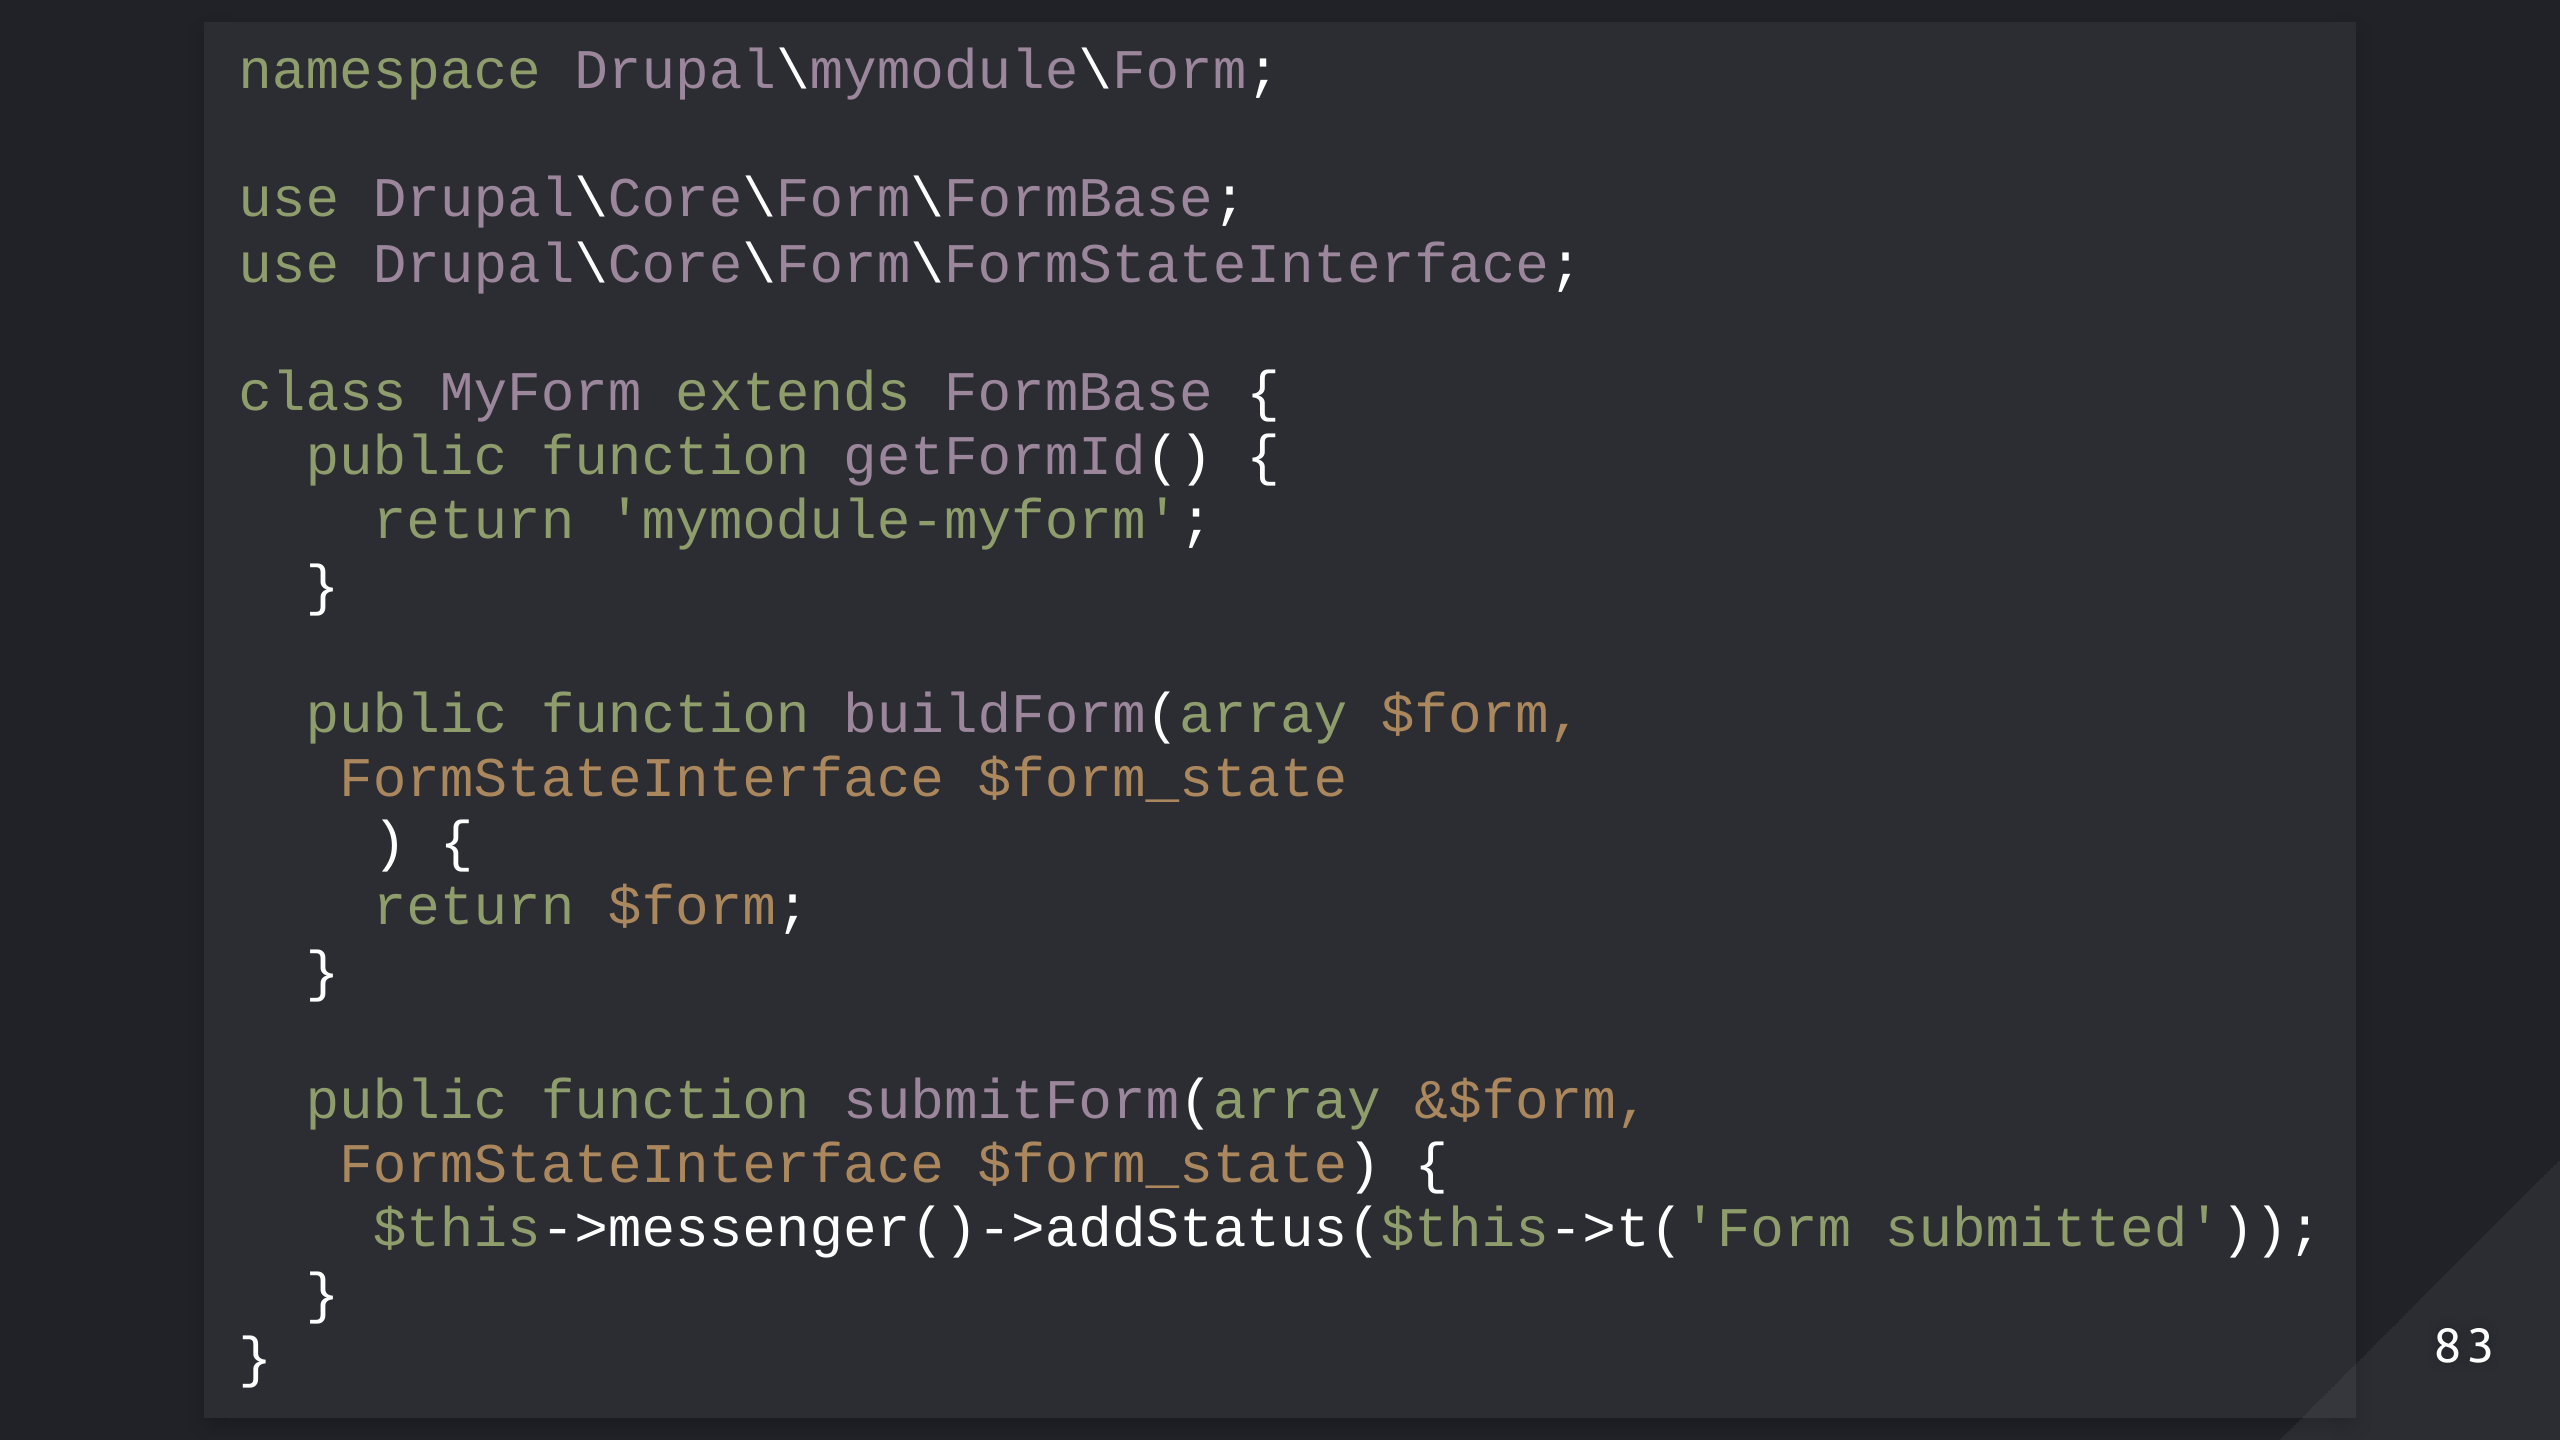 namespace Drupal\mymodule\Form;

use Drupal\Core\Form\FormBase;
use Drupal\Core\Form\FormStateInterface;

class MyForm extends FormBase {
  public function getFormId() {
    return 'mymodule-myform';
  }

  public function buildForm(array $form,
   FormStateInterface $form_state
    ) {
    return $form;
  }

  public function submitForm(array &$form,
   FormStateInterface $form_state) {
    $this->messenger()->addStatus($this->t('Form submitted'));
  }
}
83